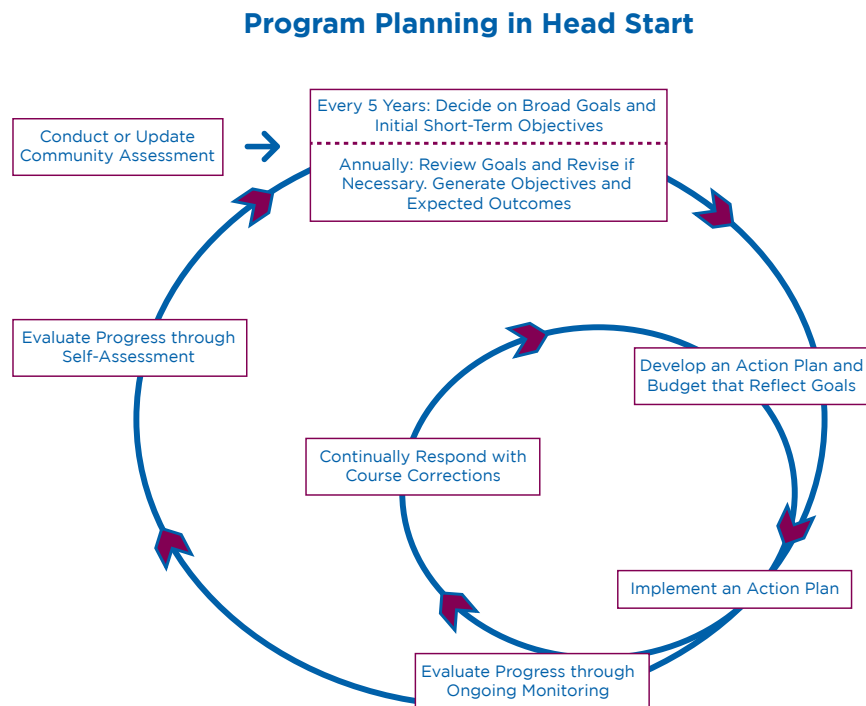 Program Planning in Head Start
Conduct or Update
Community Assessment
Every 5 Years: Decide on Broad Goals and
Initial Short-Term Objectives
Annually: Review Goals and Revise if
Necessary. Generate Objectives and
Expected Outcomes
Evaluate Progress through
Self-Assessment
Develop an Action Plan and
Budget that Reflect Goals
Continually Respond with
Course Corrections
Implement an Action Plan
Evaluate Progress through
Ongoing Monitoring